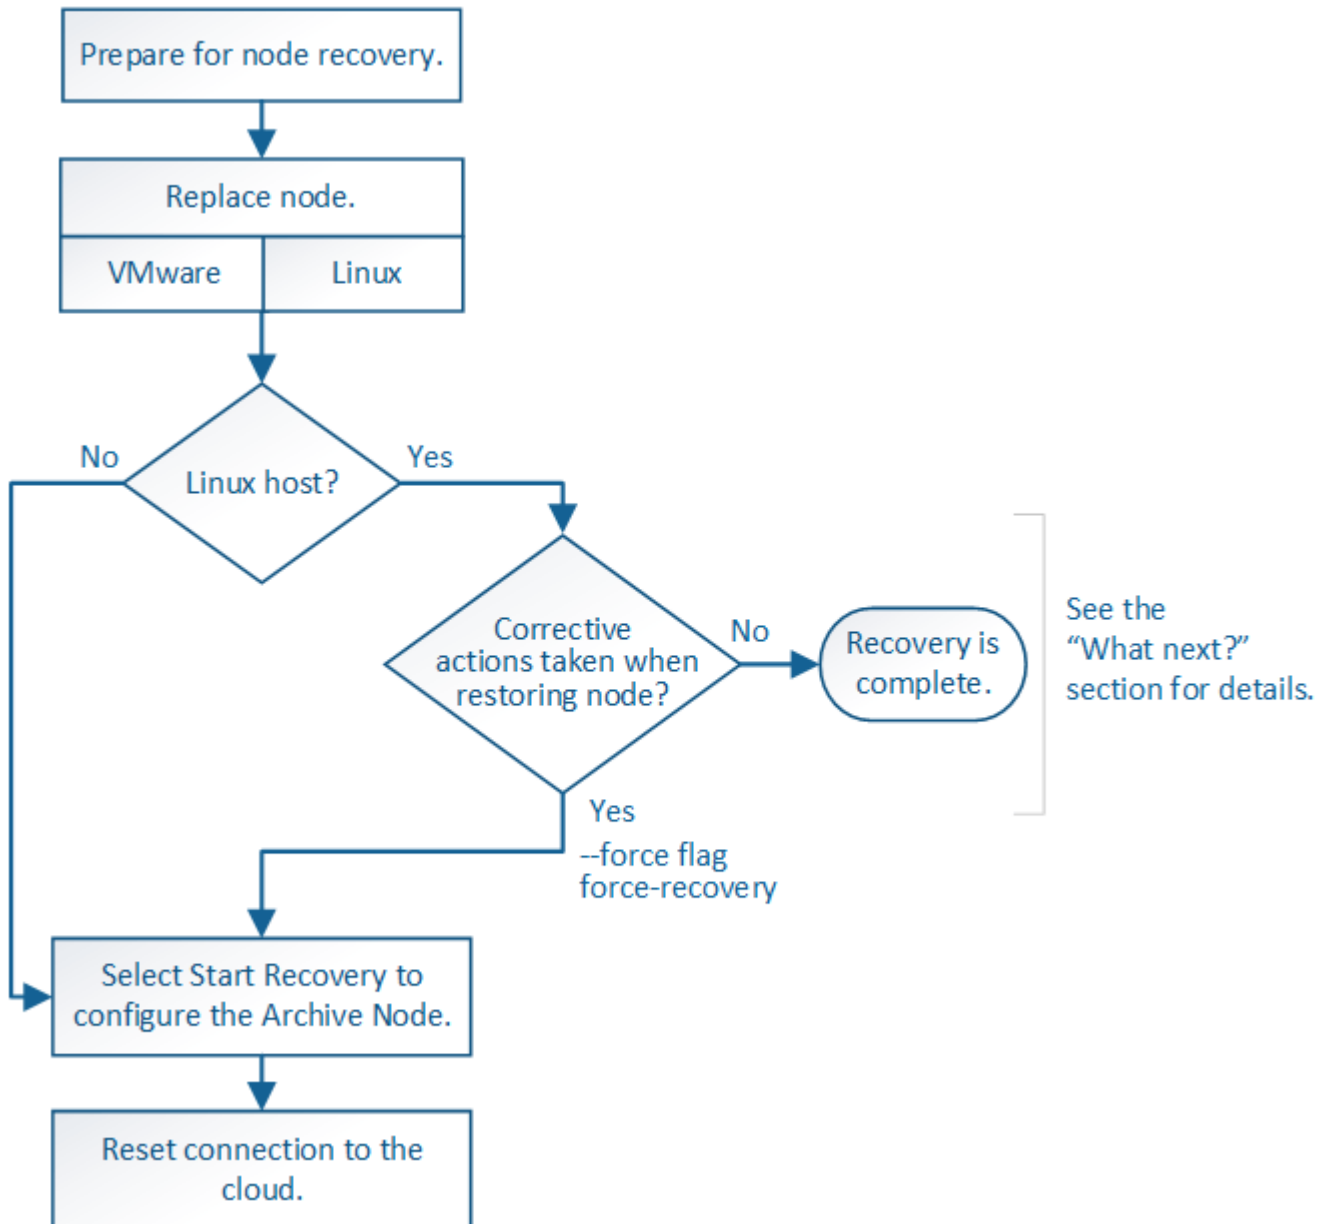 Prepare for node recovery.
Replace node.
VMware
Linux
Linux host?
No
Yes
Corrective
actions taken when
restoring node?
No
Recovery is
complete.
See the
“What next?”
section for details.
Yes
--force flag
force-recovery
Select Start Recovery to
configure the Archive Node.
Reset connection to the
cloud.